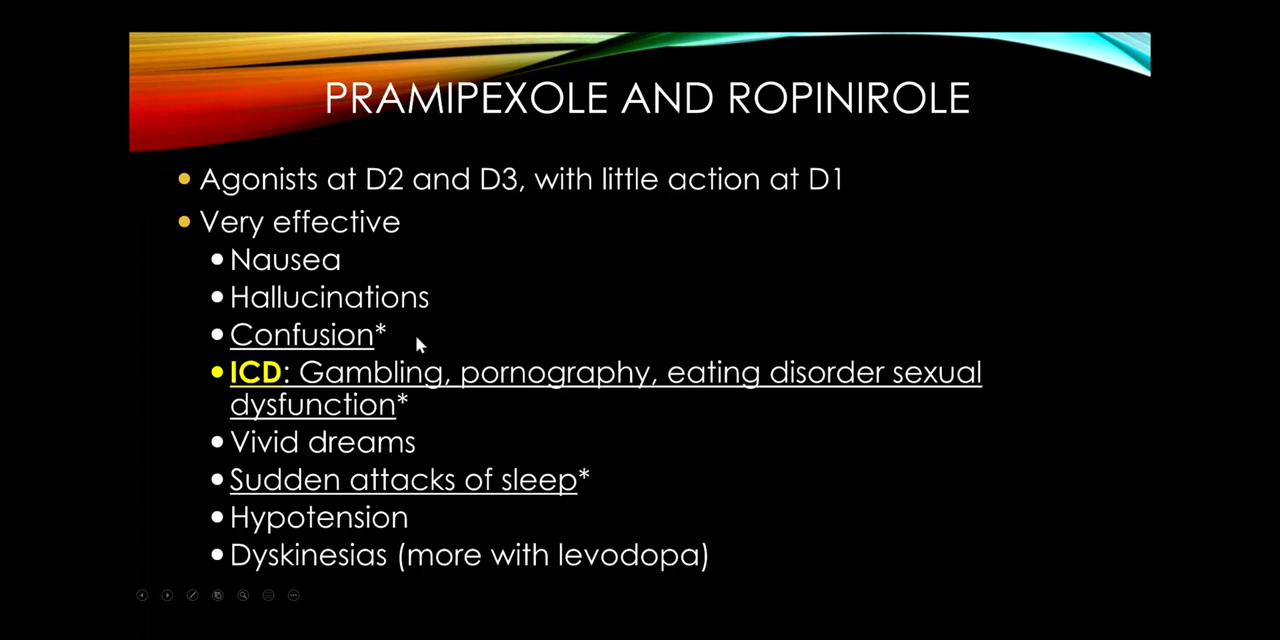 PRAMIPEXOLE AND ROPINIROLE
• Agonists at D2 and D3, with little action at D1
• Very effective
• Nausea
• Hallucinations
• Confusion*
• ICD: Gambling, pornography, eating disorder sexual
dysfunction*
• Vivid dreams
• Sudden attacks of sleep*
• Hypotension
• Dyskinesias (more with levodopa)